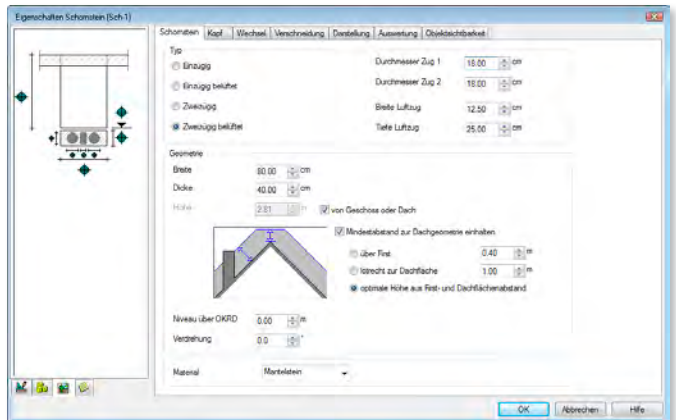 Eigenschaften Schornstein (Sch-1)
Schornstein Kopf Wechsel Verschneidung Darstellung Auswertung Objektsichtbarkeit
Typ
Einzügig
Einzügig belüftet
Zweizügig
Zweizügig belüftet
Durchmesser Zug 1 18.00 cm
Durchmesser Zug 2 18.00 cm
Breite Luftzug 12.50 cm
Tiefe Luftzug 25.00 cm
Geometrie
Breite 80.00 cm
Dicke 40.00 cm
Höhe 2.81 m von Geschoss oder Dach
Mindestabstand zur Dachgeometrie einhalten
über First 0.40 m
lotrecht zur Dachfläche 1.00 m
optimale Höhe aus First- und Dachflächenabstand
Niveau über OKRD 0.00 m
Verdrehung 0.0 °
Material Mantelstein
OK Abbrechen Hilfe